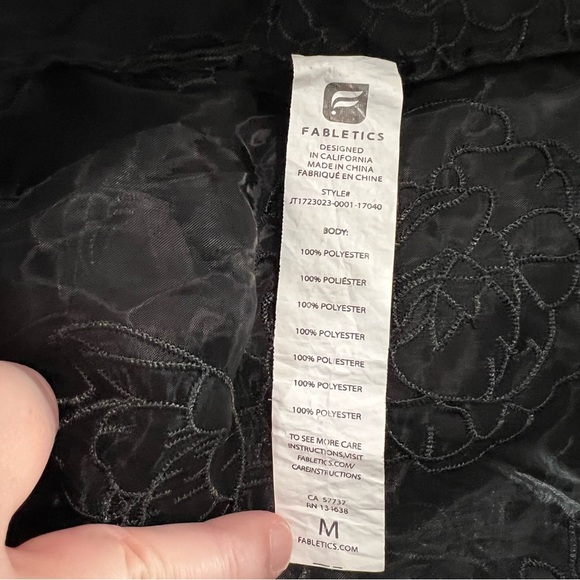 FABLETICS
DESIGNED
IN CALIFORNIA
MADE IN CHINA
FABRIQUÉ EN CHINE
STYLE#
JT1723023-0001-17040
BODY:
100% POLYESTER
100% POLIÉSTER
100% POLYESTER
100% POLYESTER
100% POLIESTERE
100% POLYESTER
100% POLYESTER
TO SEE MORE CARE
INSTRUCTIONS,VISIT
FABLETICS.COM/
CAREINSTRUCTIONS
CA 57737
RN 134638
M
FABLETICS.COM